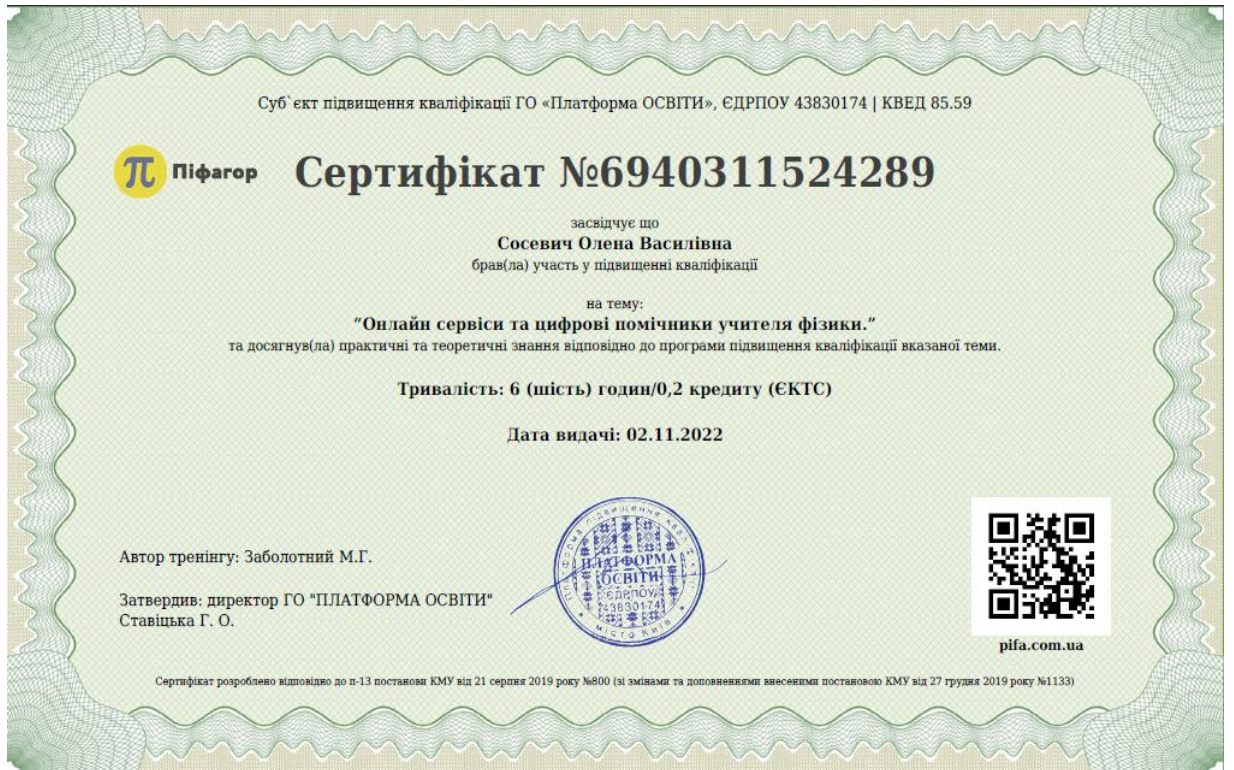 Суб`єкт підвищення кваліфікації ГО «Платформа ОСВІТИ», ЄДРПОУ 43830174 | КВЕД 85.59
π Піфагор
Сертифікат №6940311524289
засвідчує що
Сосевич Олена Василівна
брав(ла) участь у підвищенні кваліфікації
на тему:
“Онлайн сервіси та цифрові помічники учителя фізики.”
та досягнув(ла) практичні та теоретичні знання відповідно до програми підвищення кваліфікації вказаної теми.
Тривалість: 6 (шість) годин/0,2 кредиту (ЄКТС)
Дата видачі: 02.11.2022
Автор тренінгу: Заболотний М.Г.
Затвердив: директор ГО "ПЛАТФОРМА ОСВІТИ"
Ставіцька Г. О.
Платформа підвищення кваліфікації
ПЛАТФОРМА
ОСВІТИ
ЄДРПОУ
43830174
місто Київ
pifa.com.ua
Сертифікат розроблено відповідно до п-13 постанови КМУ від 21 серпня 2019 року №800 (зі змінами та доповненнями внесеними постановою КМУ від 27 грудня 2019 року №1133)